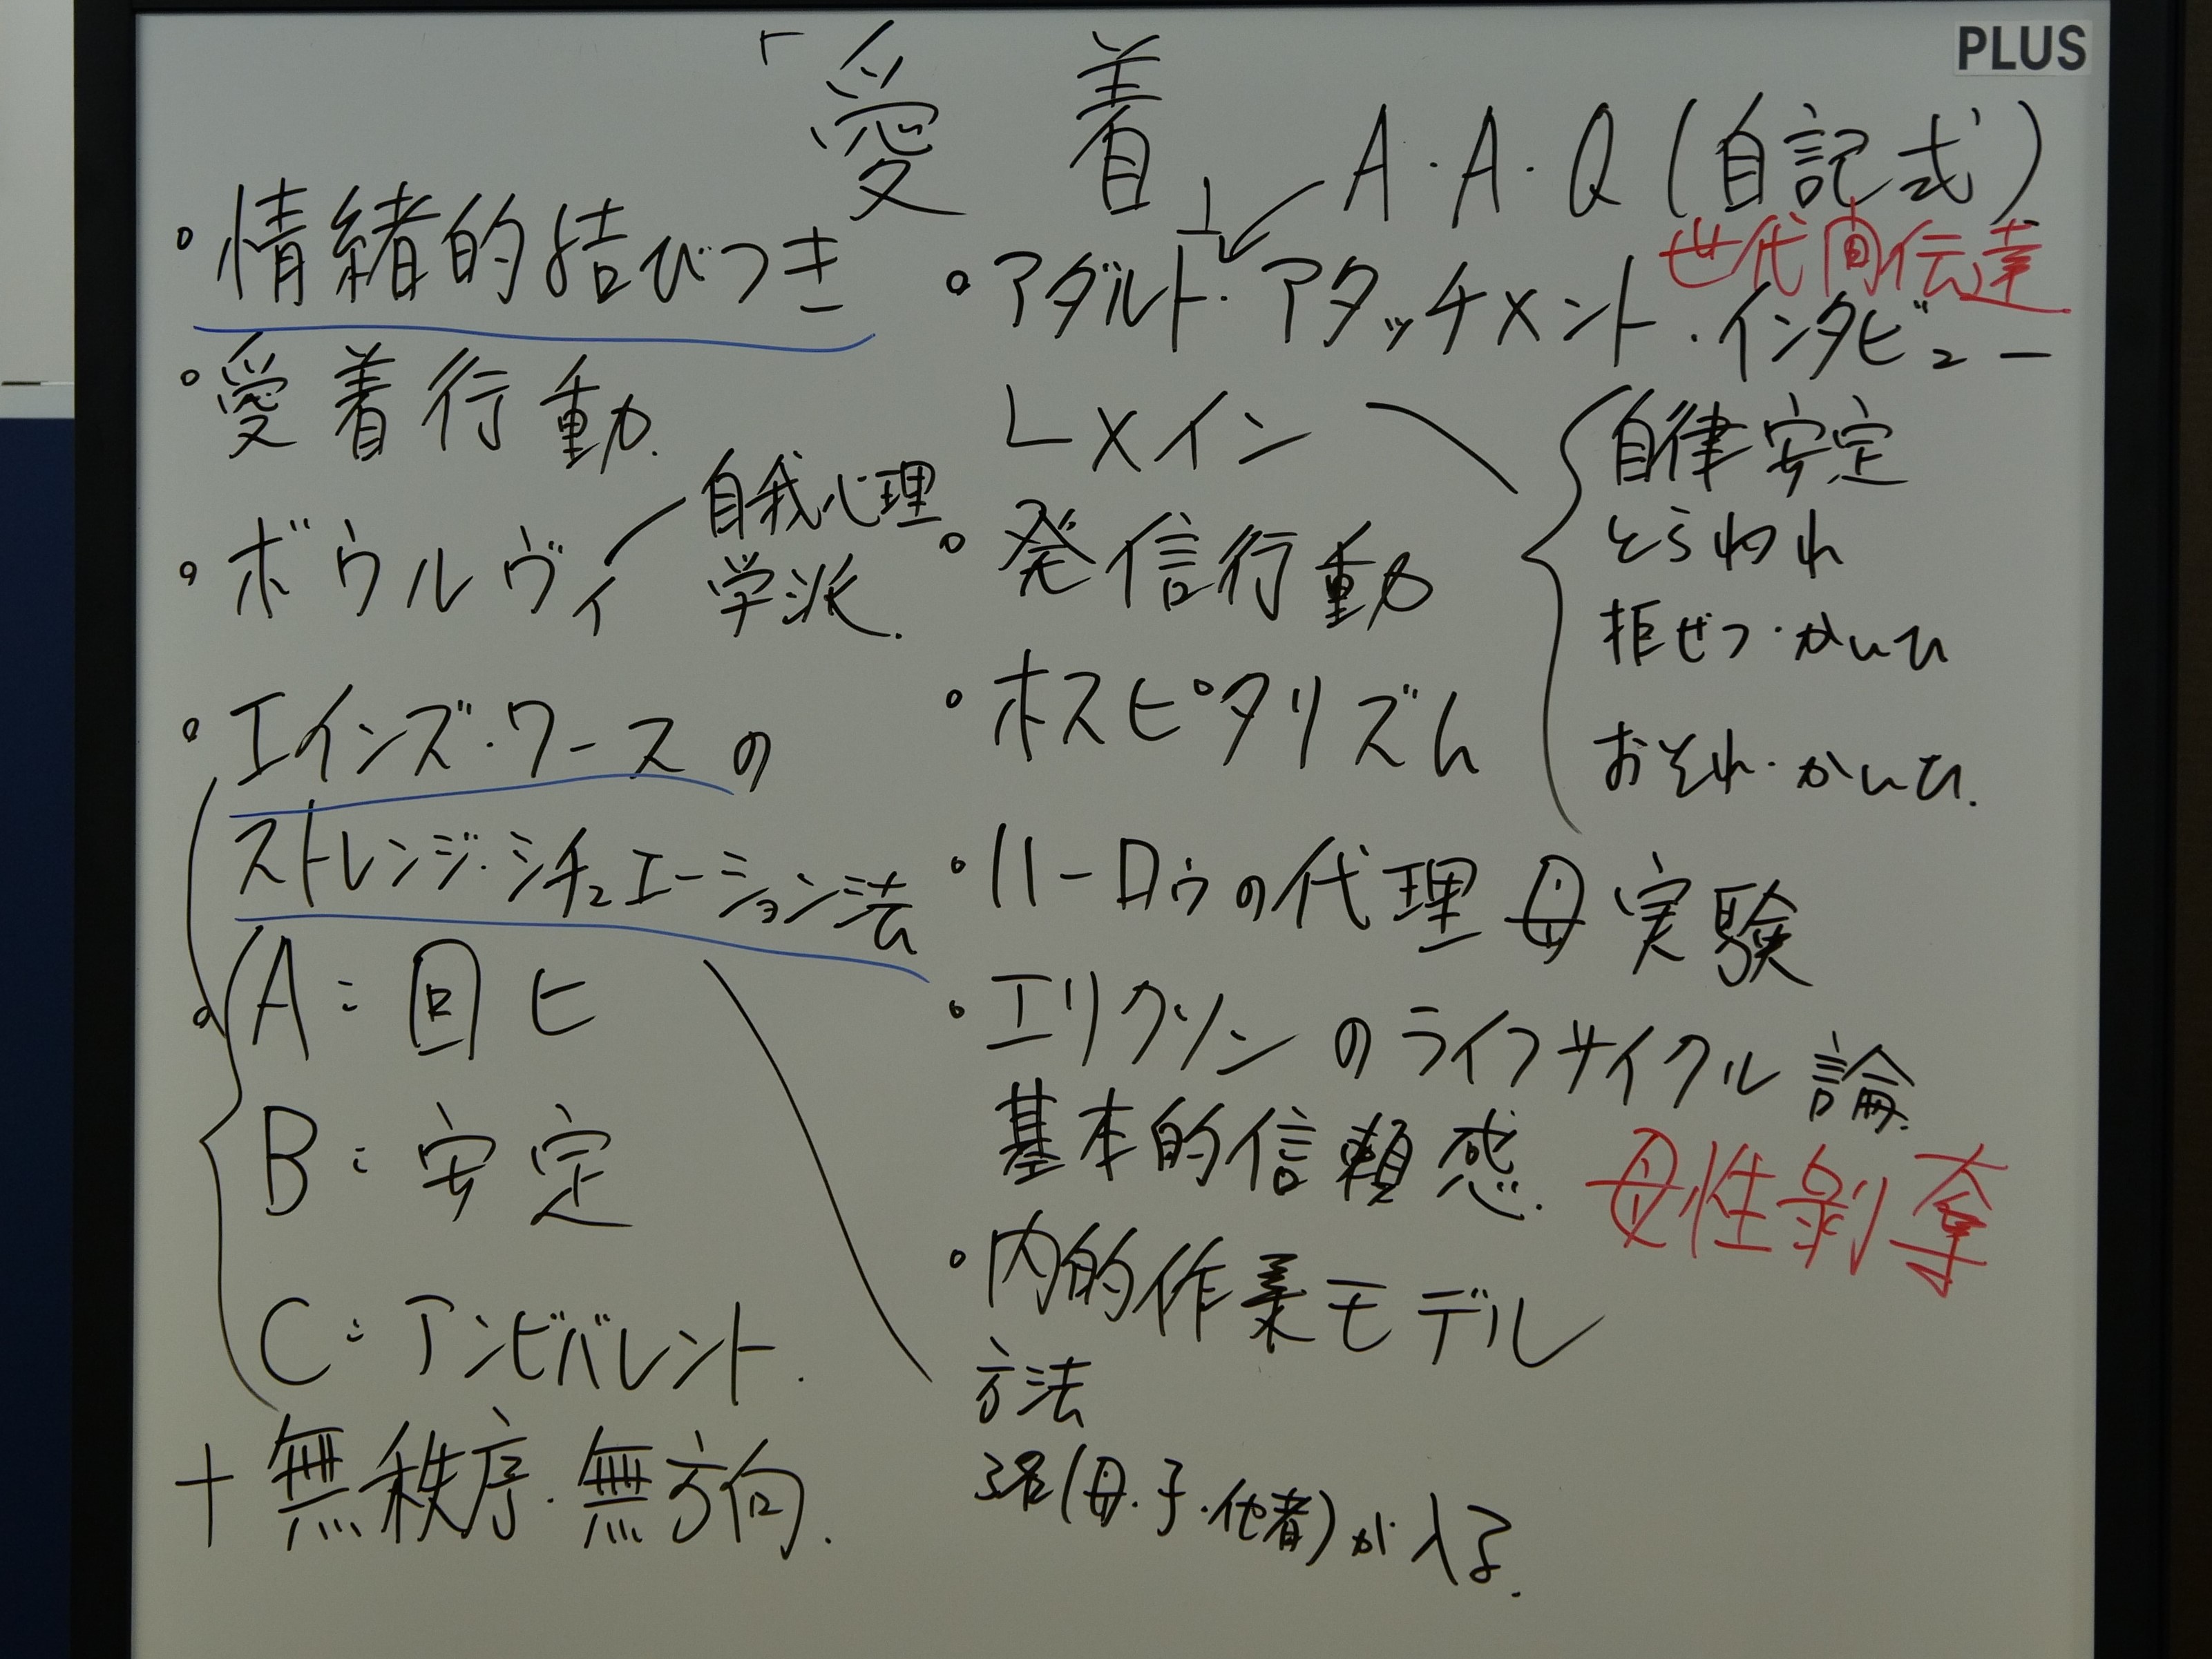 PLUS
「愛着」
・情緒的結びつき
・愛着行動.
・ボウルヴィ
自我心理
学派.
・エインズ・ワースの
ストレンジ・シチュエーション法
A:回ヒ
B:安定
C:アンビバレント.
+無秩序・無方向.
A・A・Q(自記式)
世代間伝達
・アダルト・アタッチメント・インタビュー
メイン
自律安定
とらわれ
拒ぜつ・かいひ
おそれ・かいひ.
・発信行動
・ホスピタリズム
・ハーロゥの代理母実験
・エリクソンのライフサイクル論.
基本的信頼感.
母性剥奪
・内的作業モデル
方法
3名(母・子・他者)が入る.